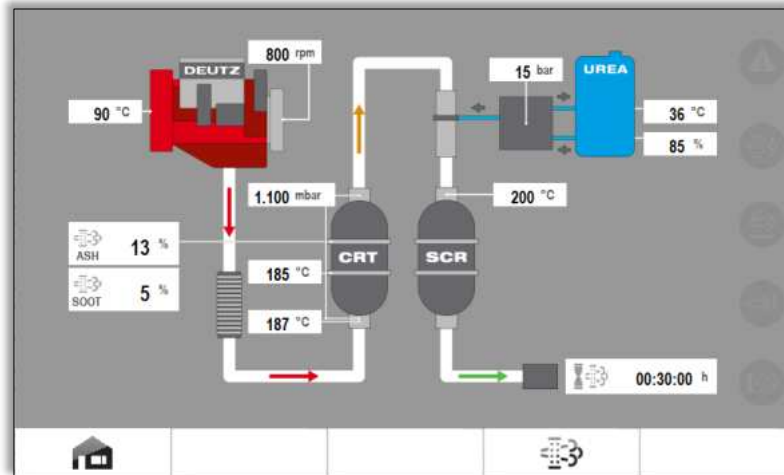 800 rpm
DEUTZ
15 bar
UREA
90 °C
36 °C
85 %
1.100 mbar
200 °C
ASH 13 %
CRT
SCR
185 °C
SOOT 5 %
187 °C
00:30:00 h